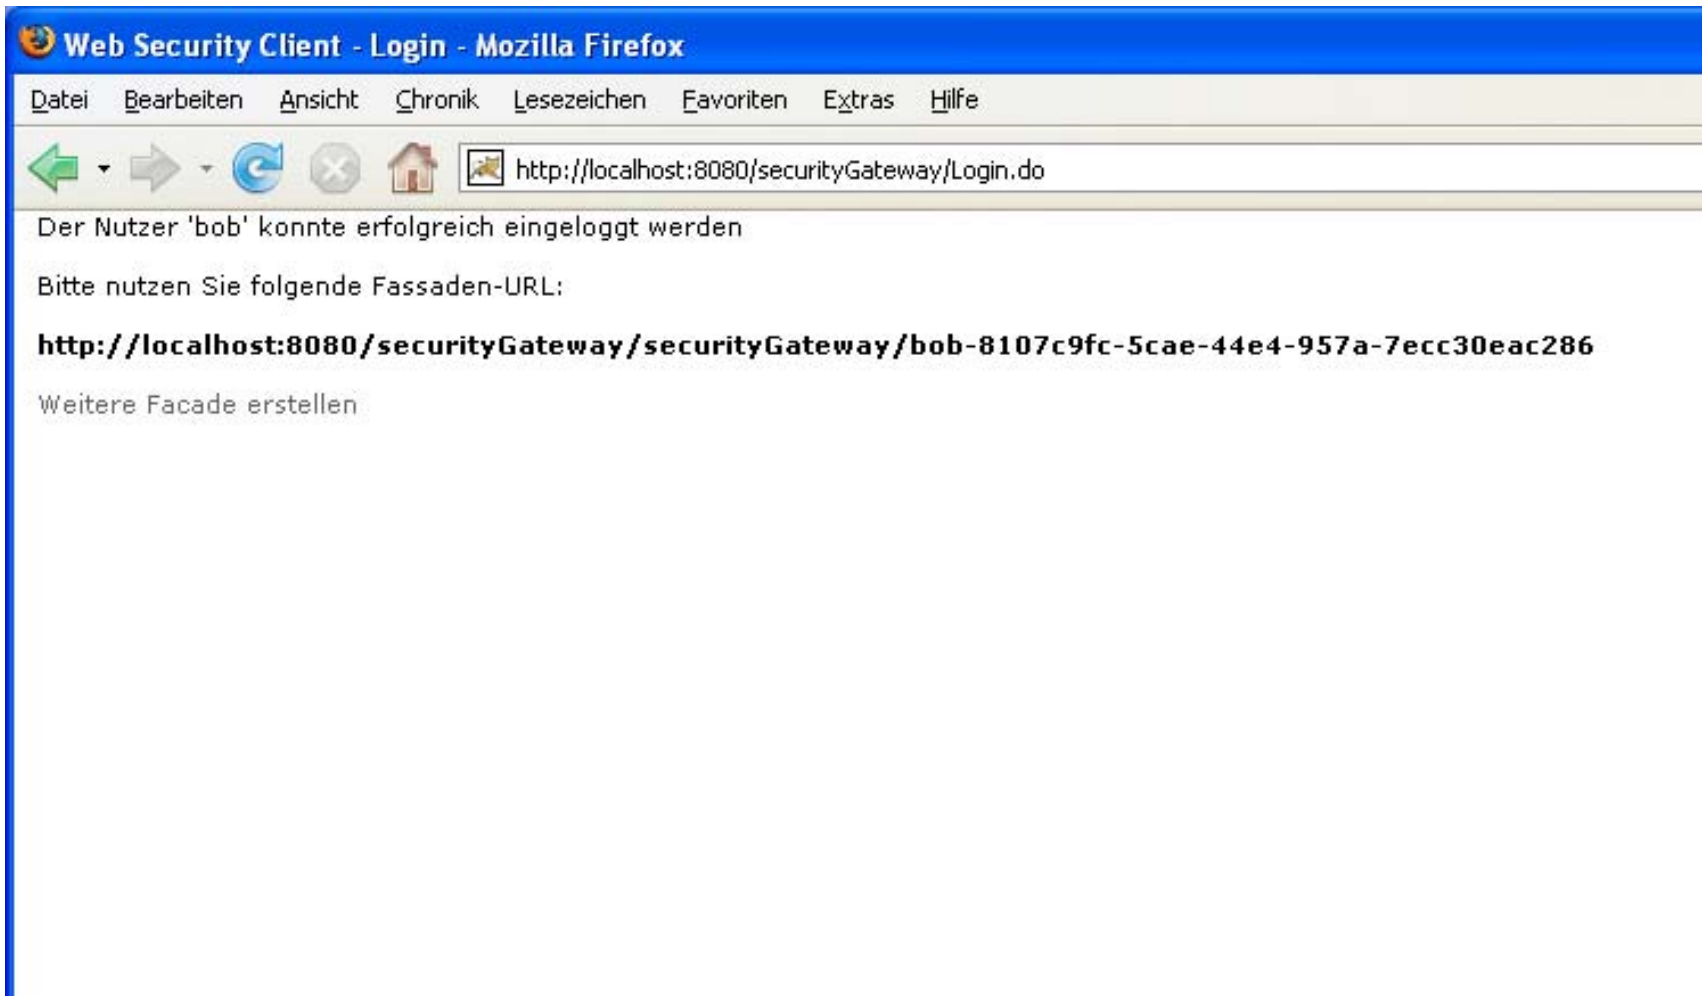 Web Security Client - Login - Mozilla Firefox
Datei Bearbeiten Ansicht Chronik Lesezeichen Favoriten Extras Hilfe
http://localhost:8080/securityGateway/Login.do
Der Nutzer 'bob' konnte erfolgreich eingeloggt werden
Bitte nutzen Sie folgende Fassaden-URL:
http://localhost:8080/securityGateway/securityGateway/bob-8107c9fc-5cae-44e4-957a-7ecc30eac286
Weitere Facade erstellen